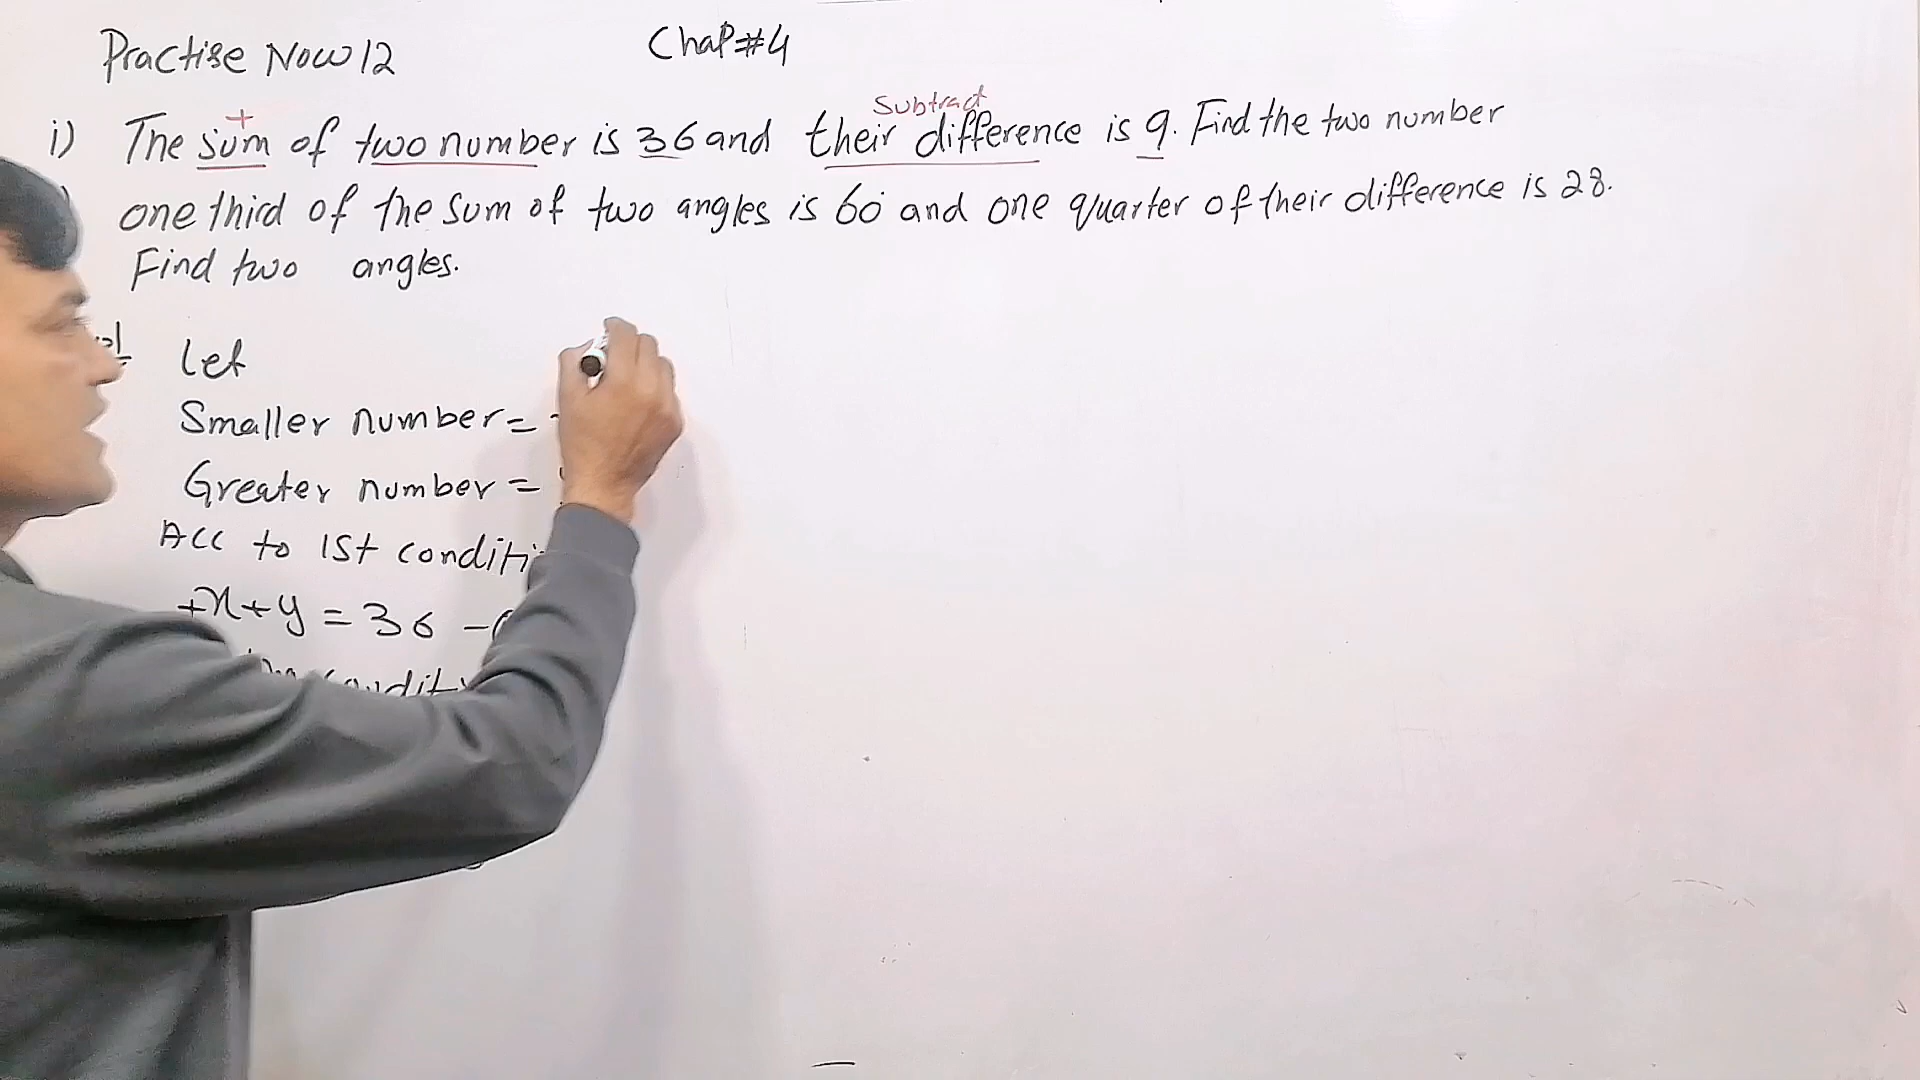 Practise Now 12
Chap#4
+
Subtract
i) The sum of two number is 36 and their difference is 9. Find the two number
one third of the sum of two angles is 60 and one quarter of their difference is 28.
Find two angles.
let
Smaller number =
Greater number =
Acc to 1st
+x+y = 36